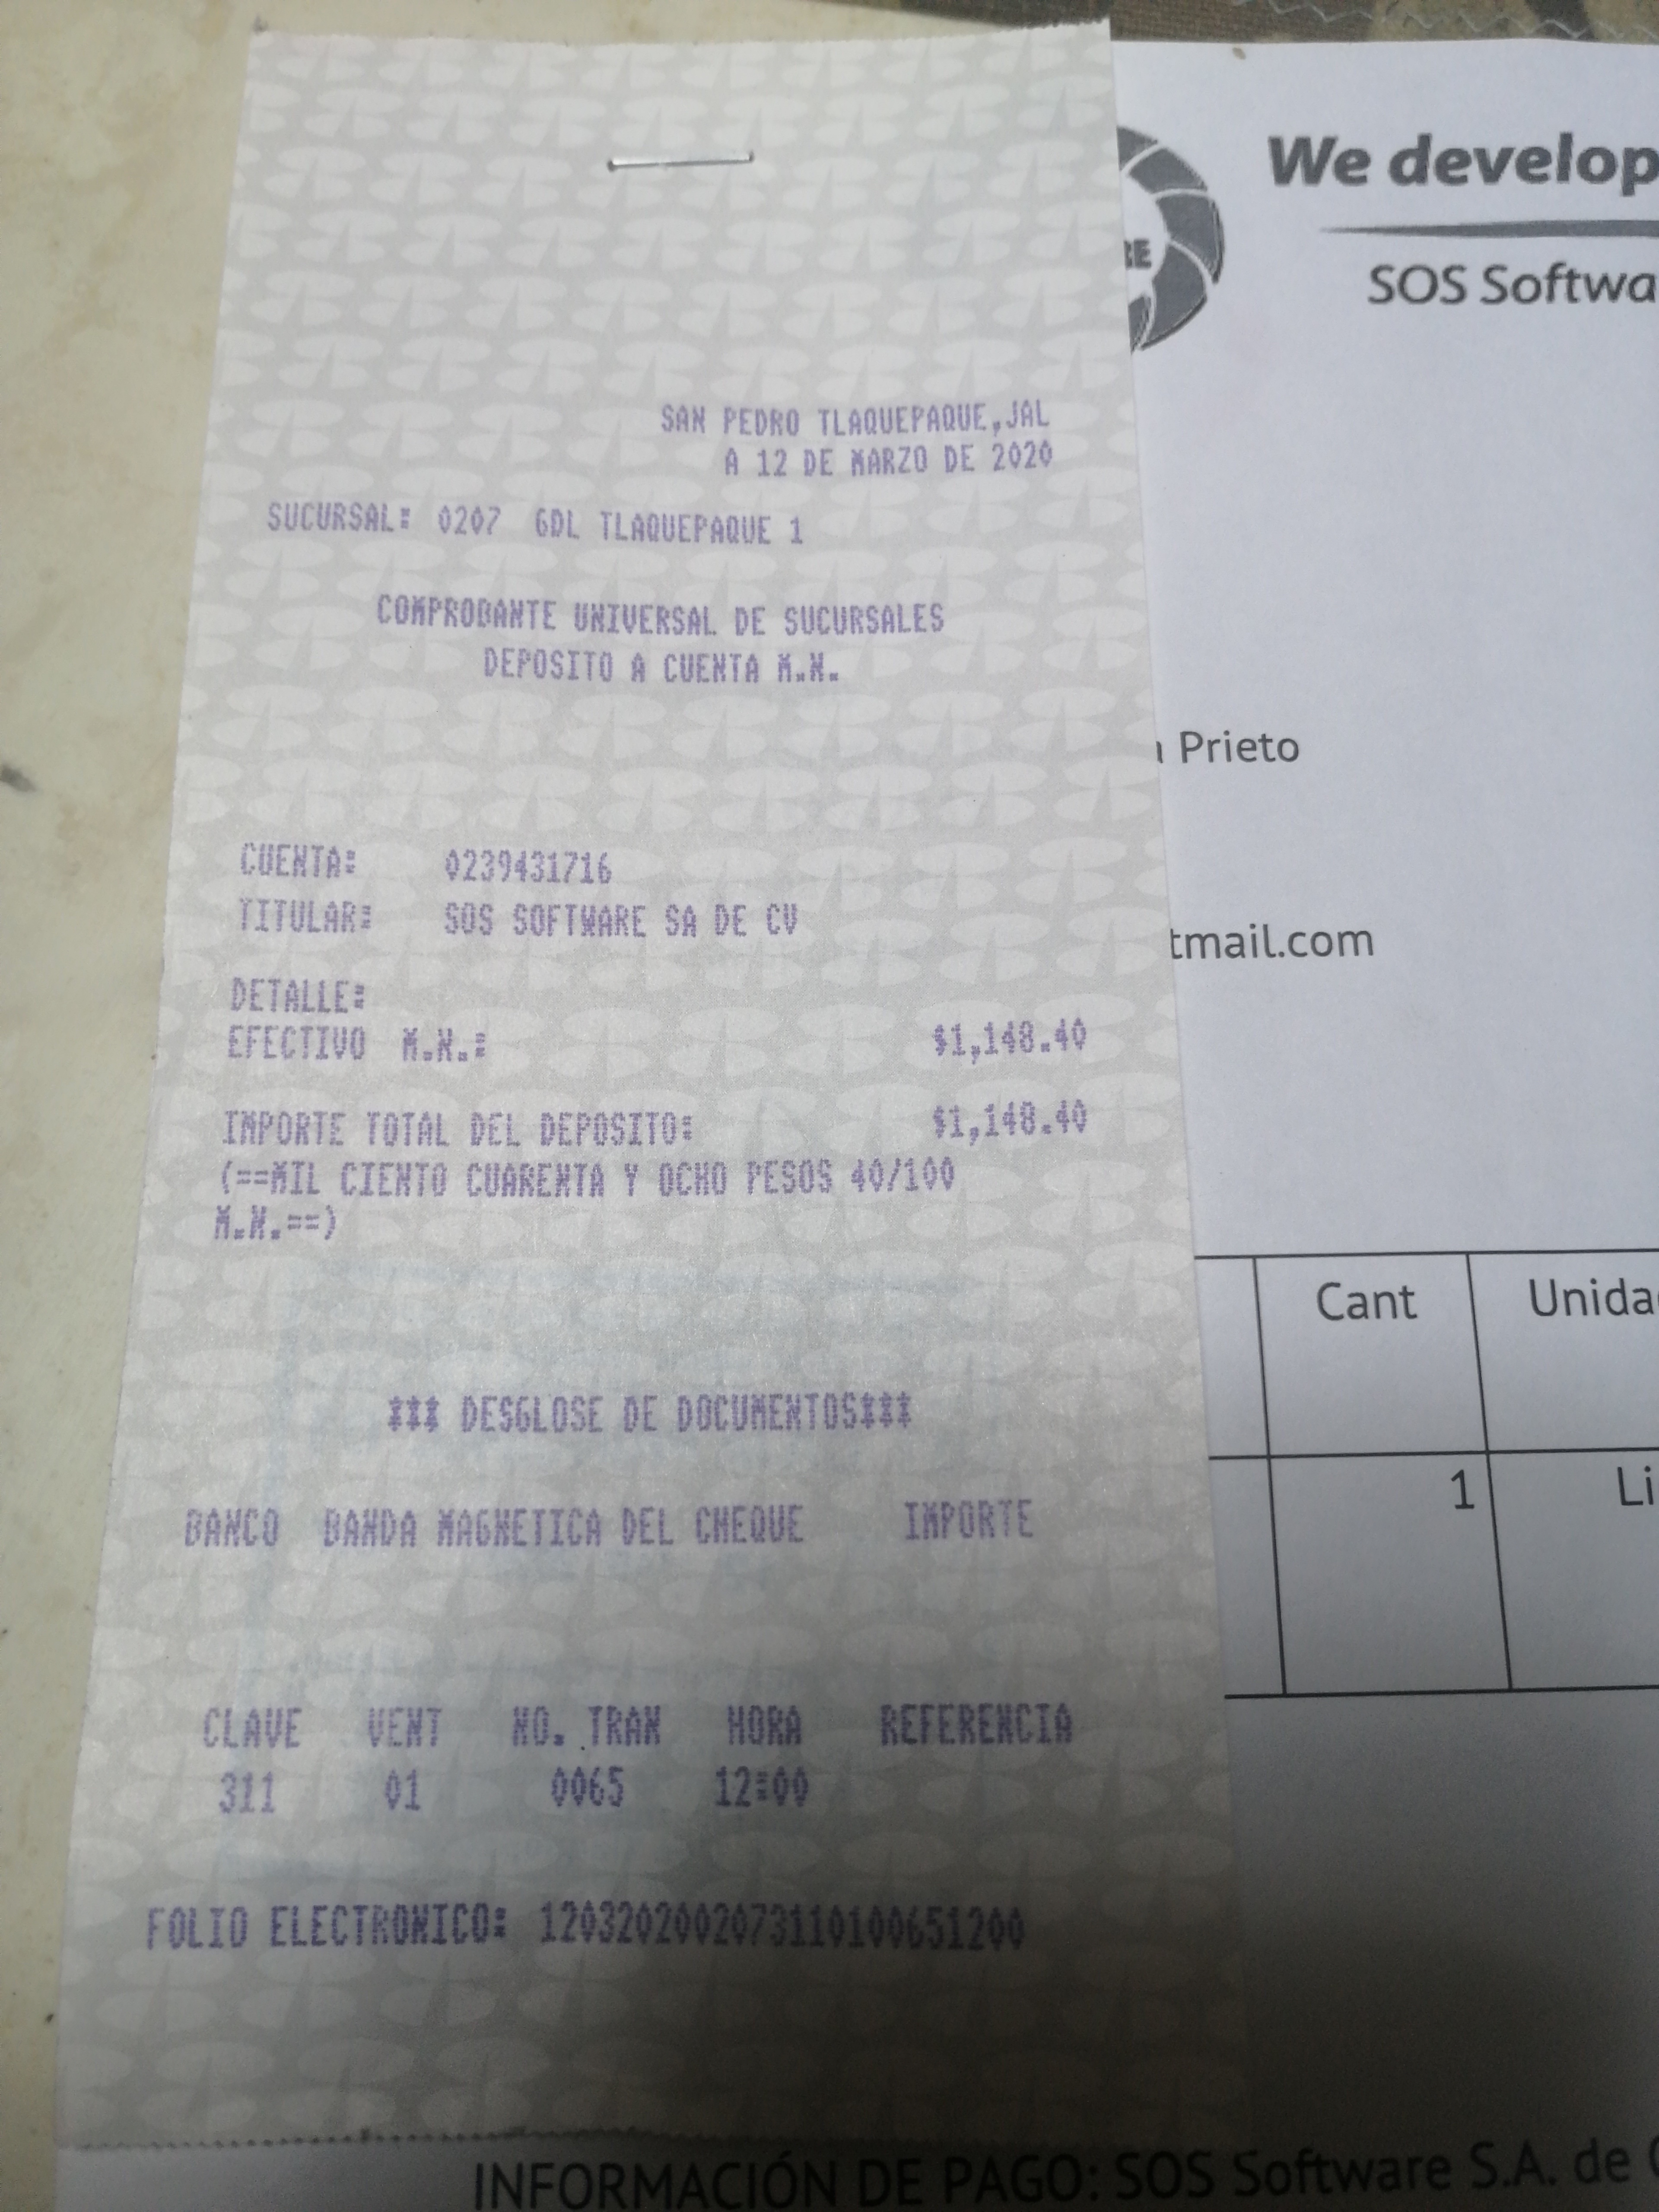 We develop
RE
SOS Softwa
SAN PEDRO TLAQUEPAQUE,JAL
A 12 DE MARZO DE 2020
SUCURSAL: 0207 GDL TLAQUEPAQUE 1
COMPROBANTE UNIVERSAL DE SUCURSALES
DEPOSITO A CUENTA M.N.
Prieto
CUENTA: 0239431716
TITULAR: SOS SOFTWARE SA DE CV
tmail.com
DETALLE:
EFECTIVO M.N.: $1,148.40
IMPORTE TOTAL DEL DEPOSITO: $1,148.40
(==MIL CIENTO CUARENTA Y OCHO PESOS 40/100
M.N.==)
Cant Unida
*** DESGLOSE DE DOCUMENTOS***
1 Li
BANCO BANDA MAGNETICA DEL CHEQUE IMPORTE
CLAVE VENT NO. TRAN HORA REFERENCIA
311 01 0065 12:00
FOLIO ELECTRONICO: 1203202002073110100651200
INFORMACIÓN DE PAGO: SOS Software S.A. de